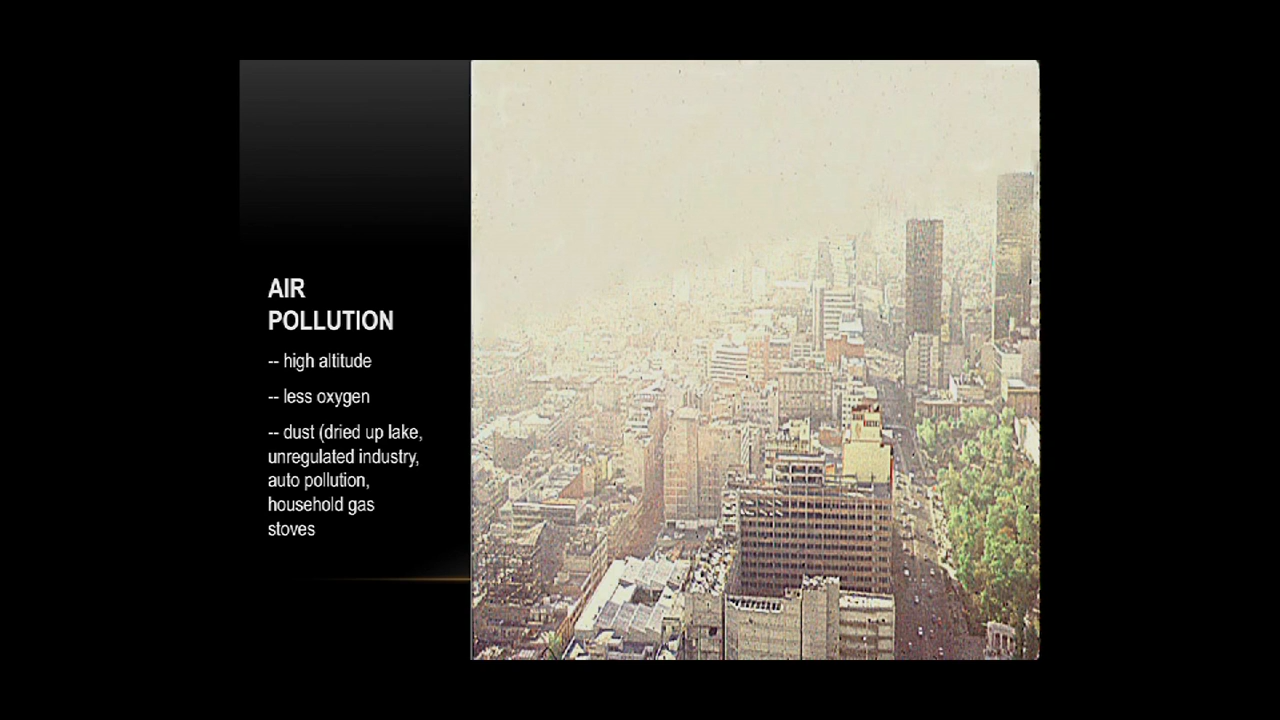 AIR
POLLUTION
-- high altitude
-- less oxygen
-- dust (dried up lake,
unregulated industry,
auto pollution,
household gas
stoves